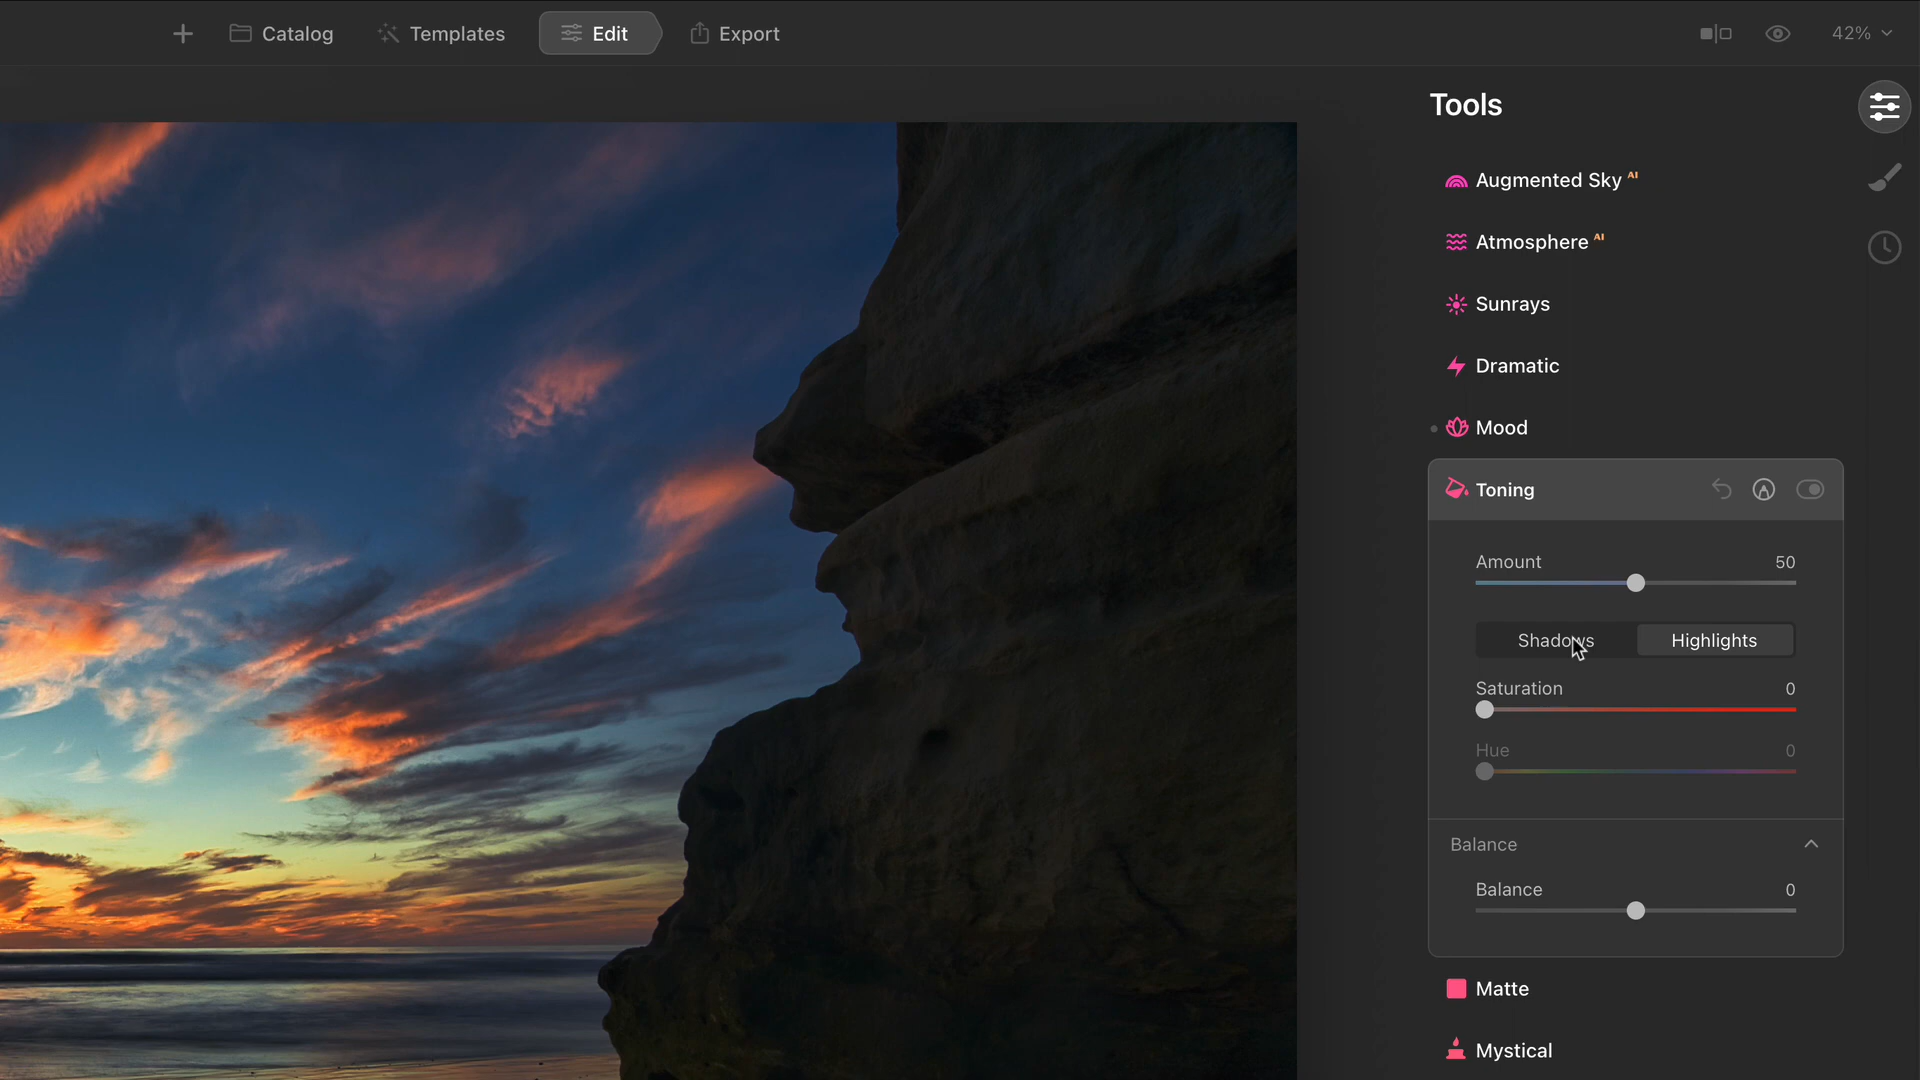 Catalog
Templates
Edit
Export
42%
Tools
Augmented Sky AI
Atmosphere AI
Sunrays
Dramatic
Mood
Toning
Amount 50
Shadows Highlights
Saturation 0
Hue 0
Balance
Balance 0
Matte
Mystical